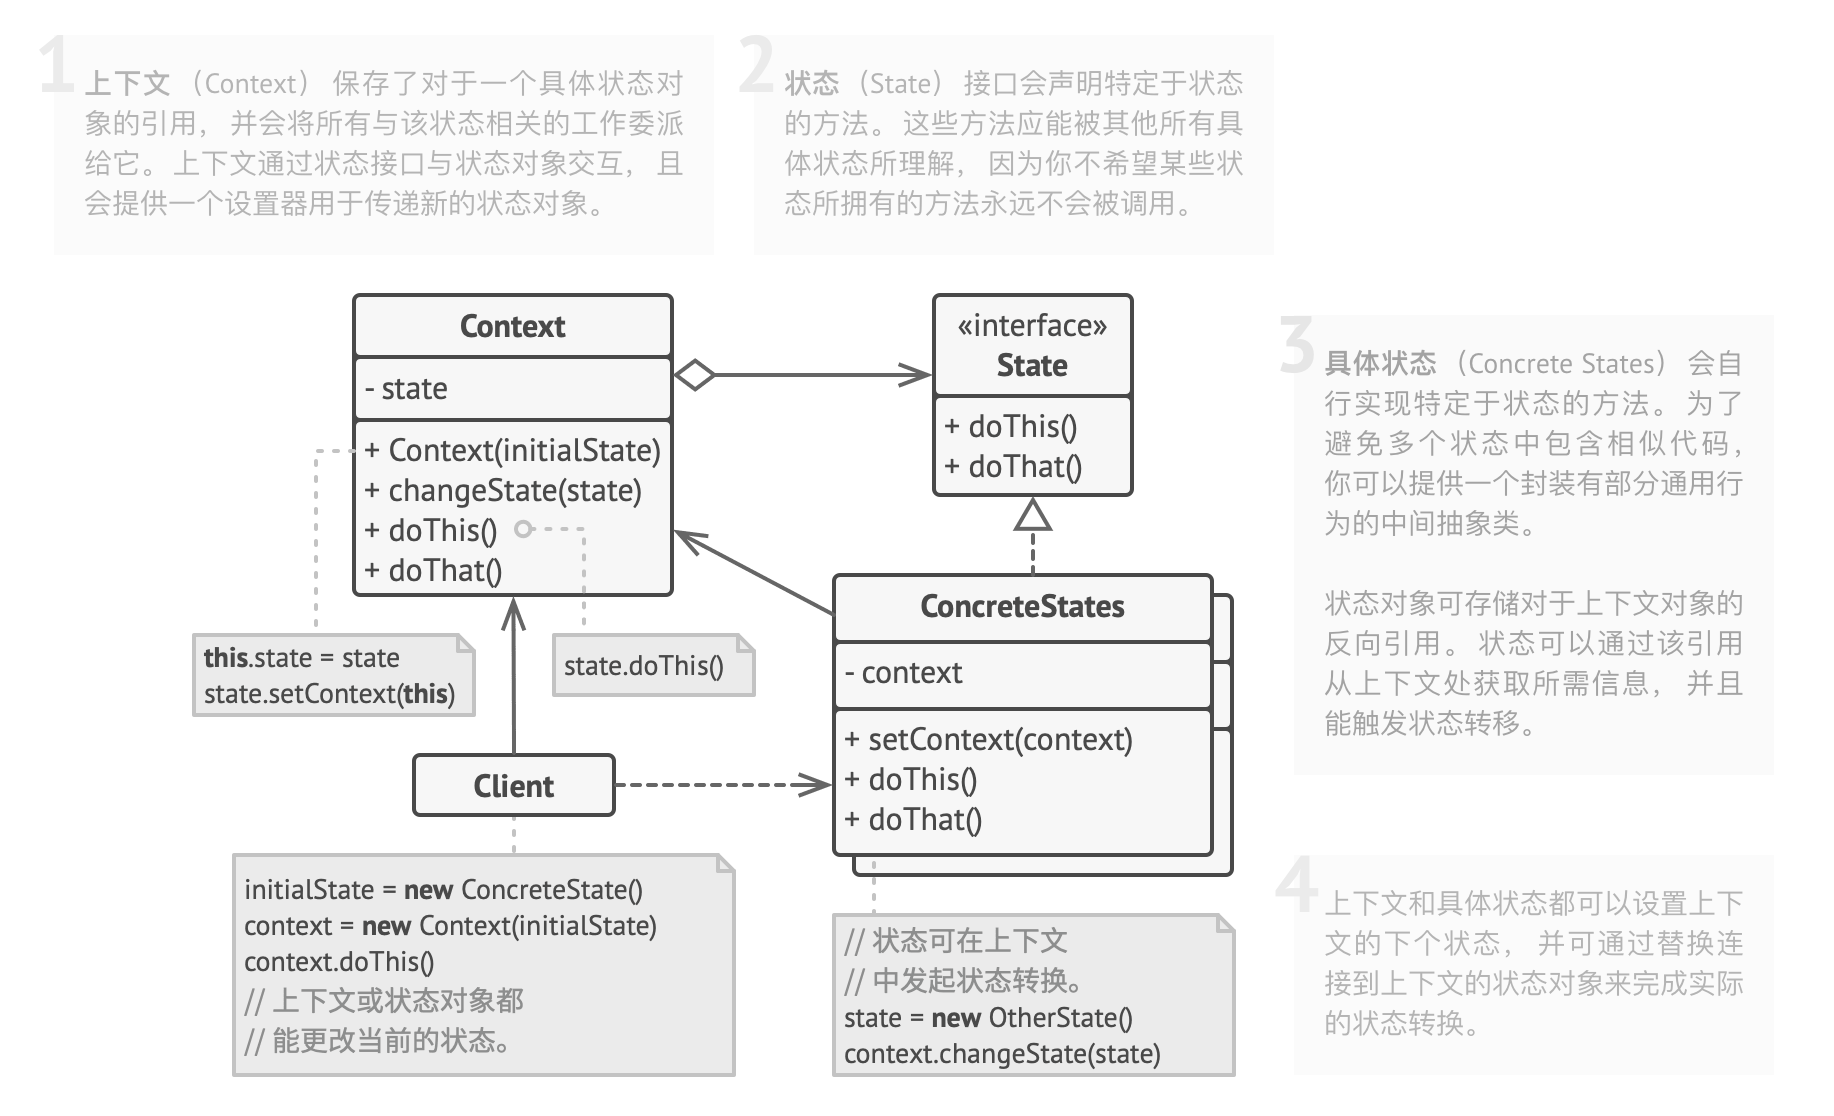 1
上下文 （Context） 保存了对于一个具体状态对
象的引用， 并会将所有与该状态相关的工作委派
给它。 上下文通过状态接口与状态对象交互， 且
会提供一个设置器用于传递新的状态对象。
2
状态 （State） 接口会声明特定于状态
的方法。 这些方法应能被其他所有具
体状态所理解， 因为你不希望某些状
态所拥有的方法永远不会被调用。
Context
- state
+ Context(initialState)
+ changeState(state)
+ doThis()
+ doThat()
«interface»
State
+ doThis()
+ doThat()
3
具体状态 （Concrete States） 会自
行实现特定于状态的方法。 为了
避免多个状态中包含相似代码，
你可以提供一个封装有部分通用行
为的中间抽象类。
状态对象可存储对于上下文对象的
反向引用。 状态可以通过该引用
从上下文处获取所需信息， 并且
能触发状态转移。
this.state = state
state.setContext(this)
state.doThis()
ConcreteStates
- context
+ setContext(context)
+ doThis()
+ doThat()
Client
initialState = new ConcreteState()
context = new Context(initialState)
context.doThis()
// 上下文或状态对象都
// 能更改当前的状态。
// 状态可在上下文
// 中发起状态转换。
state = new OtherState()
context.changeState(state)
4
上下文和具体状态都可以设置上下
文的下个状态， 并可通过替换连
接到上下文的状态对象来完成实际
的状态转换。